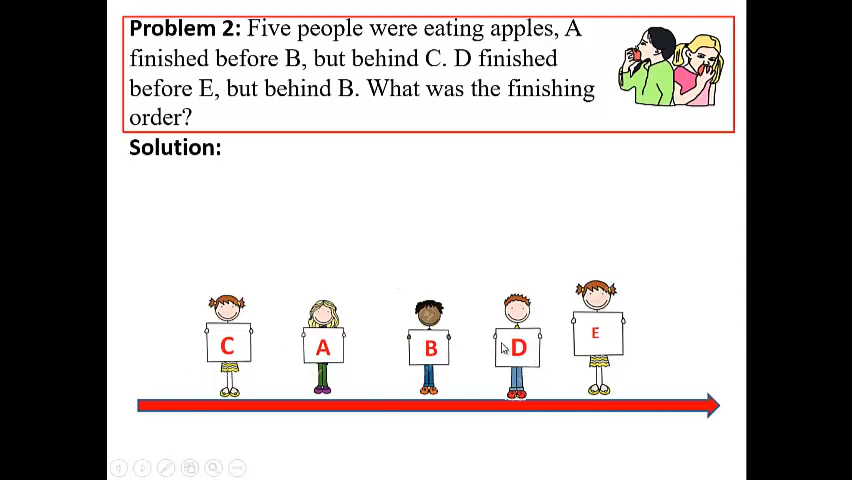 Problem 2: Five people were eating apples, A
finished before B, but behind C. D finished
before E, but behind B. What was the finishing
order?
Solution:
C A B D E